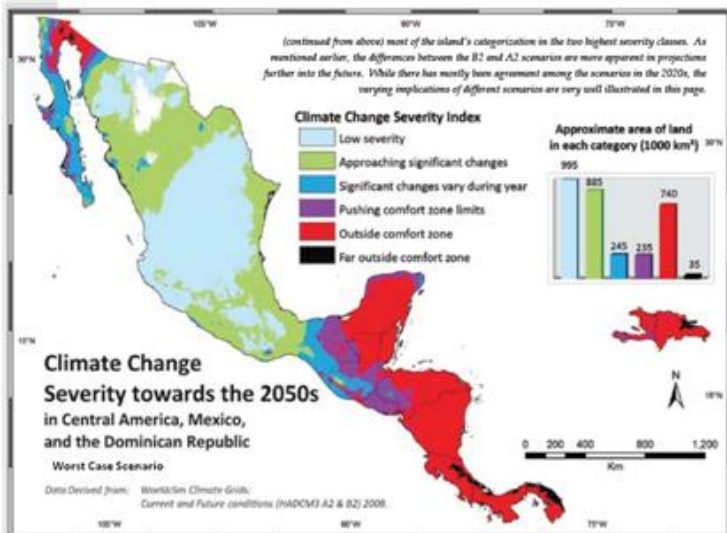 105°W
90°W
75°W
(continued from above) most of the island's categorization in the two highest severity classes. As
mentioned earlier, the differences between the B2 and A2 scenarios are more apparent in projections
further into the future. While there has mostly been agreement among the scenarios in the 2020s, the
varying implications of different scenarios are very well illustrated in this page.
30°N
Climate Change Severity Index
Low severity
Approaching significant changes
Significant changes vary during year
Pushing comfort zone limits
Outside comfort zone
Far outside comfort zone
Approximate area of land
in each category (1000 km²)
30°N
995
885
245
235
740
35
15°N
Climate Change
Severity towards the 2050s
in Central America, Mexico,
and the Dominican Republic
Worst Case Scenario
N
0 200 400 800 1,200
Km
Data Derived from: Worldclim Climate Grids:
Current and Future conditions (HADCM3 A2 & B2) 2008.
90°W
75°W